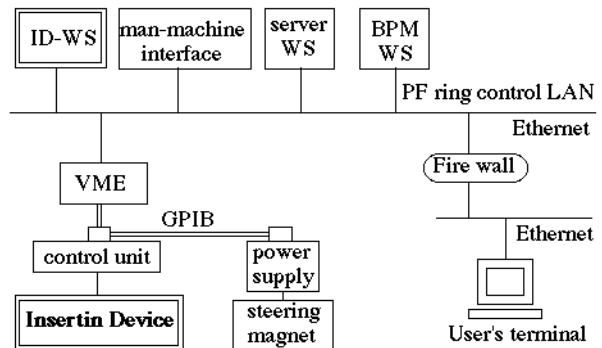 ID-WS
man-machine
interface
server
WS
BPM
WS
PF ring control LAN
Ethernet
VME
Fire wall
GPIB
Ethernet
control unit
power
supply
Insertin Device
steering
magnet
User's terminal